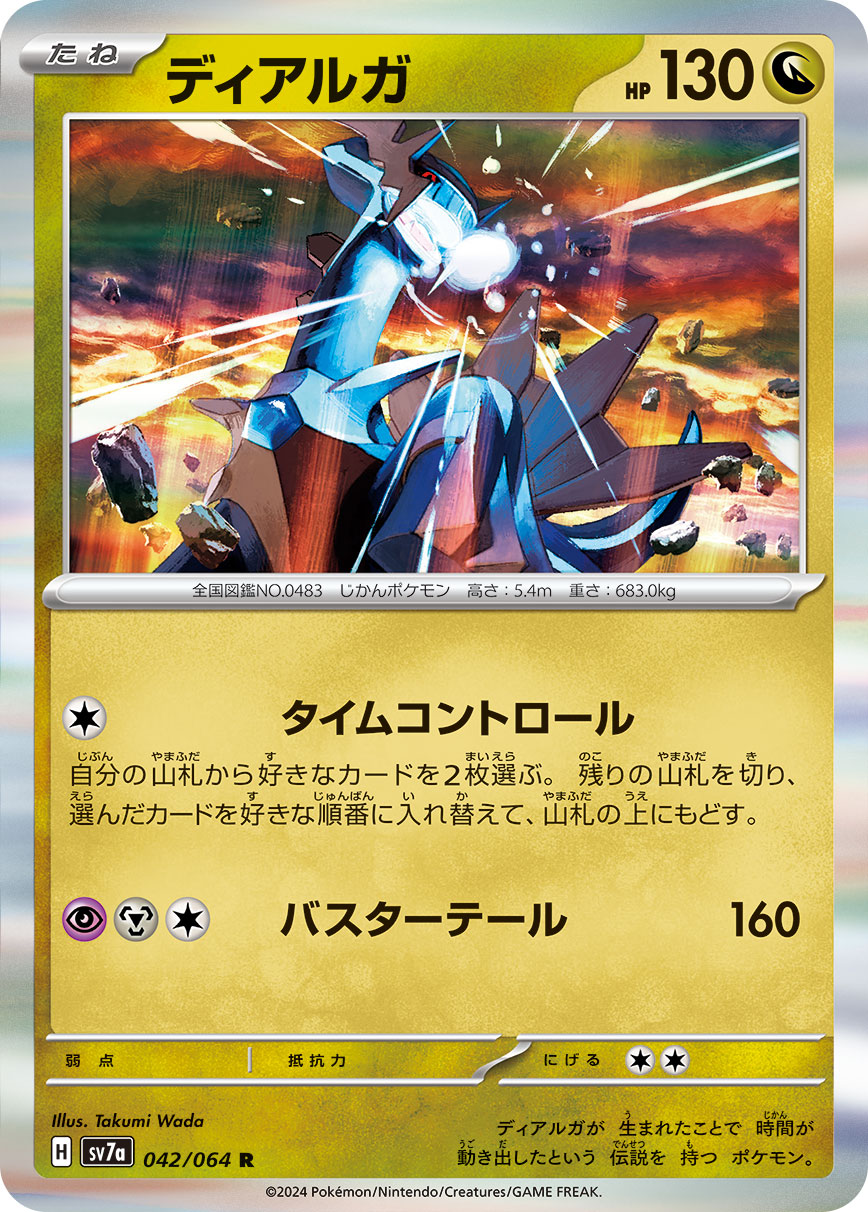 たね ディアルガ HP 130
全国図鑑NO.0483 じかんポケモン 高さ：5.4m 重さ：683.0kg
タイムコントロール
自分の山札から好きなカードを2枚選ぶ。残りの山札を切り、
選んだカードを好きな順番に入れ替えて、山札の上にもどす。
バスターテール 160
弱点 抵抗力 にげる
Illus. Takumi Wada
ディアルガが 生まれたことで 時間が
動き出したという 伝説を 持つ ポケモン。
H sv7a 042/064 R
©2024 Pokémon/Nintendo/Creatures/GAME FREAK.